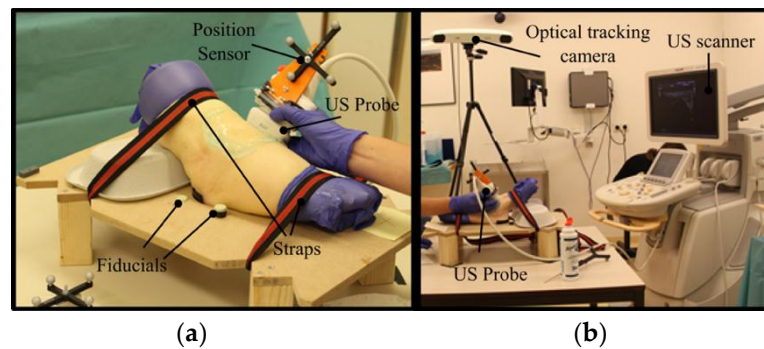 Position
Sensor
US Probe
Straps
Fiducials
Optical tracking
camera
US scanner
US Probe
(a)
(b)